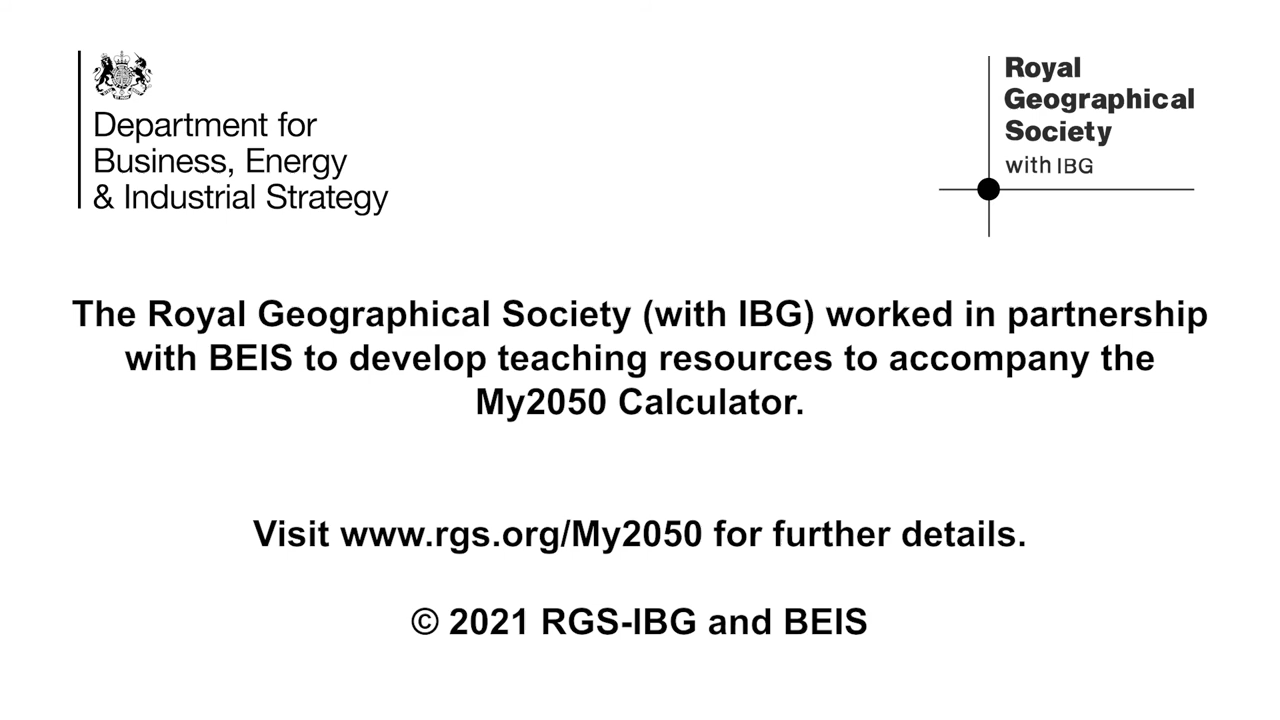 Department for
Business, Energy
& Industrial Strategy
Royal
Geographical
Society
with IBG
The Royal Geographical Society (with IBG) worked in partnership
with BEIS to develop teaching resources to accompany the
My2050 Calculator.
Visit www.rgs.org/My2050 for further details.
© 2021 RGS-IBG and BEIS